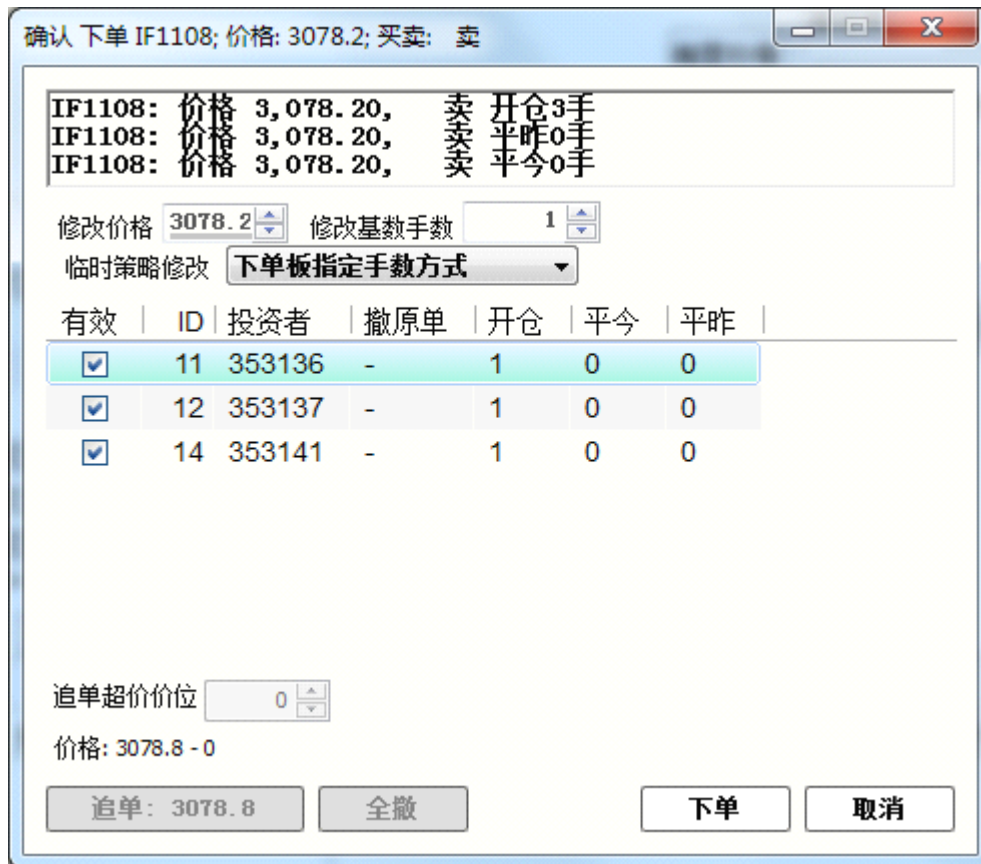 确认 下单 IF1108; 价格: 3078.2; 买卖: 卖
IF1108: 价格 3,078.20, 卖 开仓3手
IF1108: 价格 3,078.20, 卖 平昨0手
IF1108: 价格 3,078.20, 卖 平今0手
修改价格 3078.2 修改基数手数 1
临时策略修改 下单板指定手数方式
有效 ID 投资者 撤原单 开仓 平今 平昨
11 353136 - 1 0 0
12 353137 - 1 0 0
14 353141 - 1 0 0
追单超价价位 0
价格: 3078.8 - 0
追单: 3078.8 全撤 下单 取消